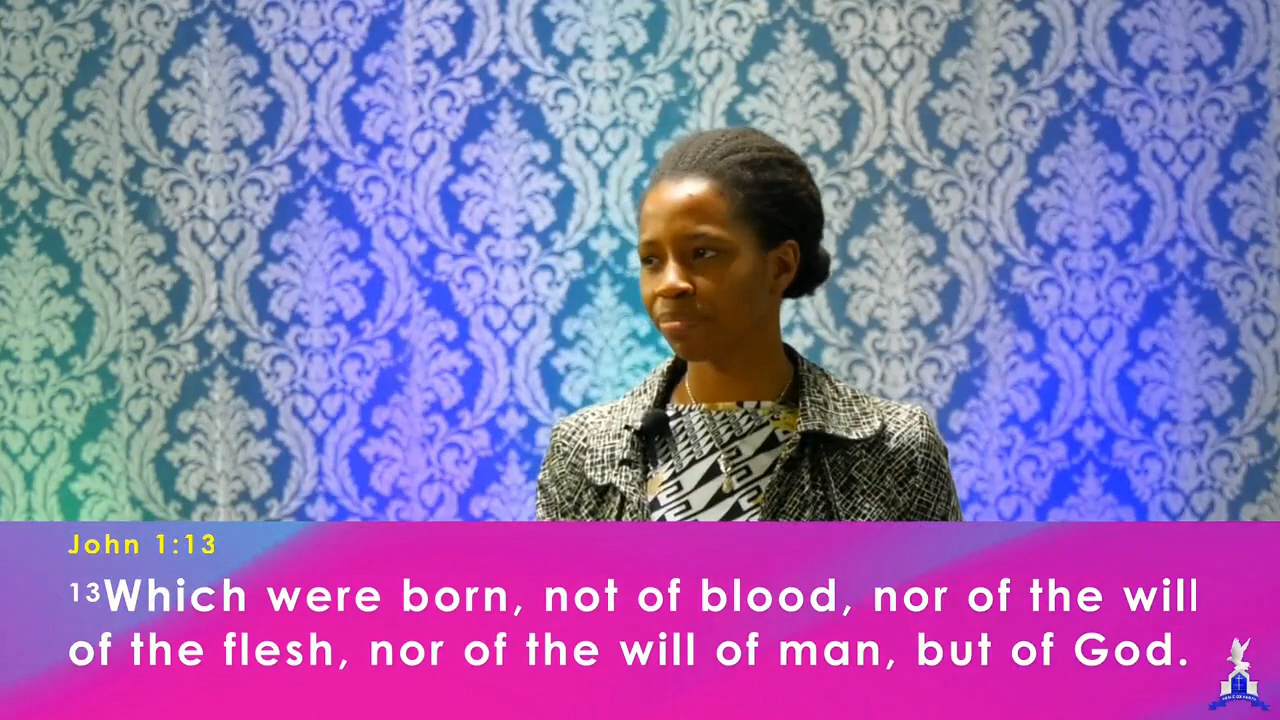 John 1:13
13Which were born, not of blood, nor of the will
of the flesh, nor of the will of man, but of God.